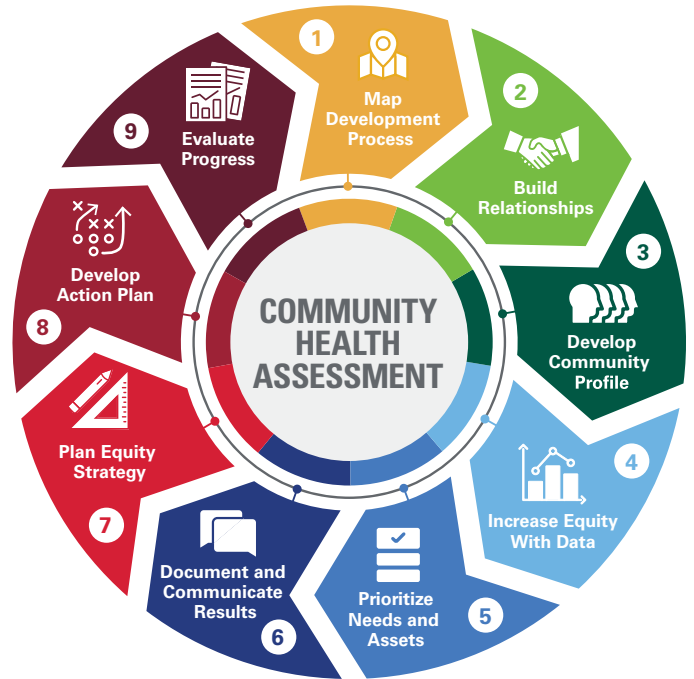 1
Map
Development
Process
2
Build
Relationships
3
Develop
Community
Profile
4
Increase Equity
With Data
5
Prioritize
Needs and
Assets
6
Document and
Communicate
Results
7
Plan Equity
Strategy
8
Develop
Action Plan
9
Evaluate
Progress
COMMUNITY
HEALTH
ASSESSMENT